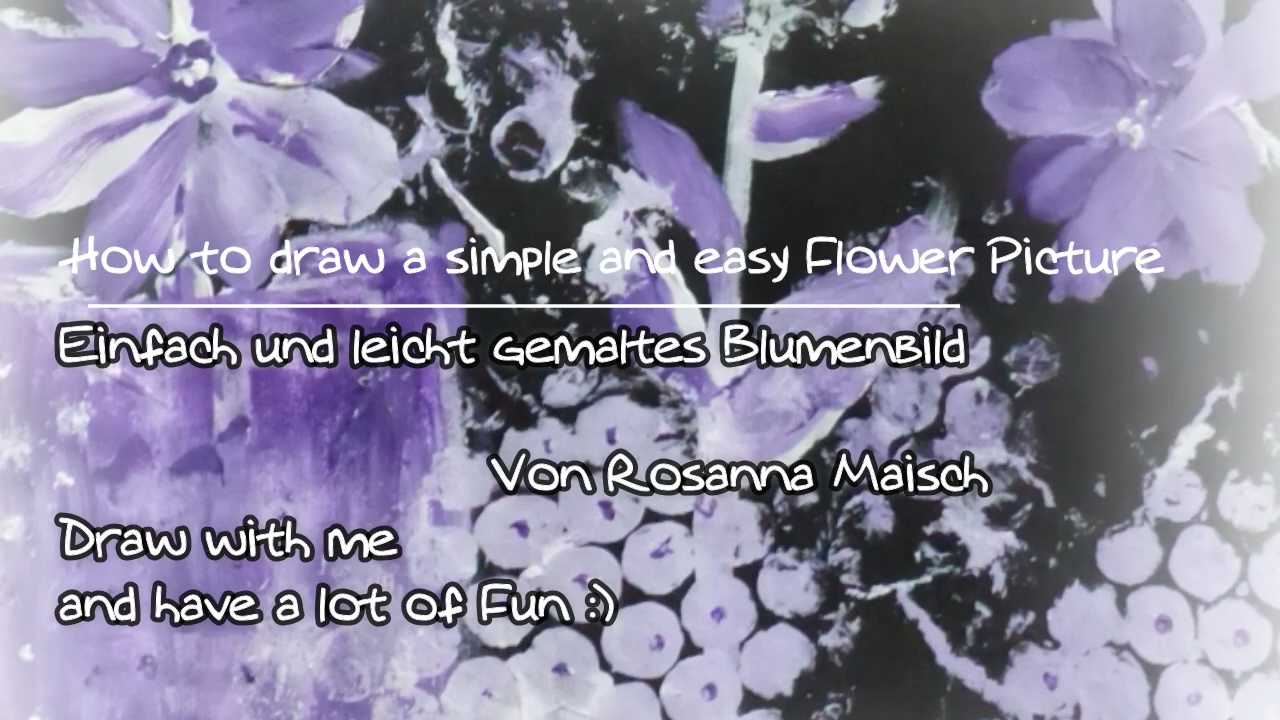 How to draw a simple and easy Flower Picture
Einfach und leicht Gemaltes BlumenBild
Von Rosanna Maisch
Draw with me
and have a lot of Fun :)